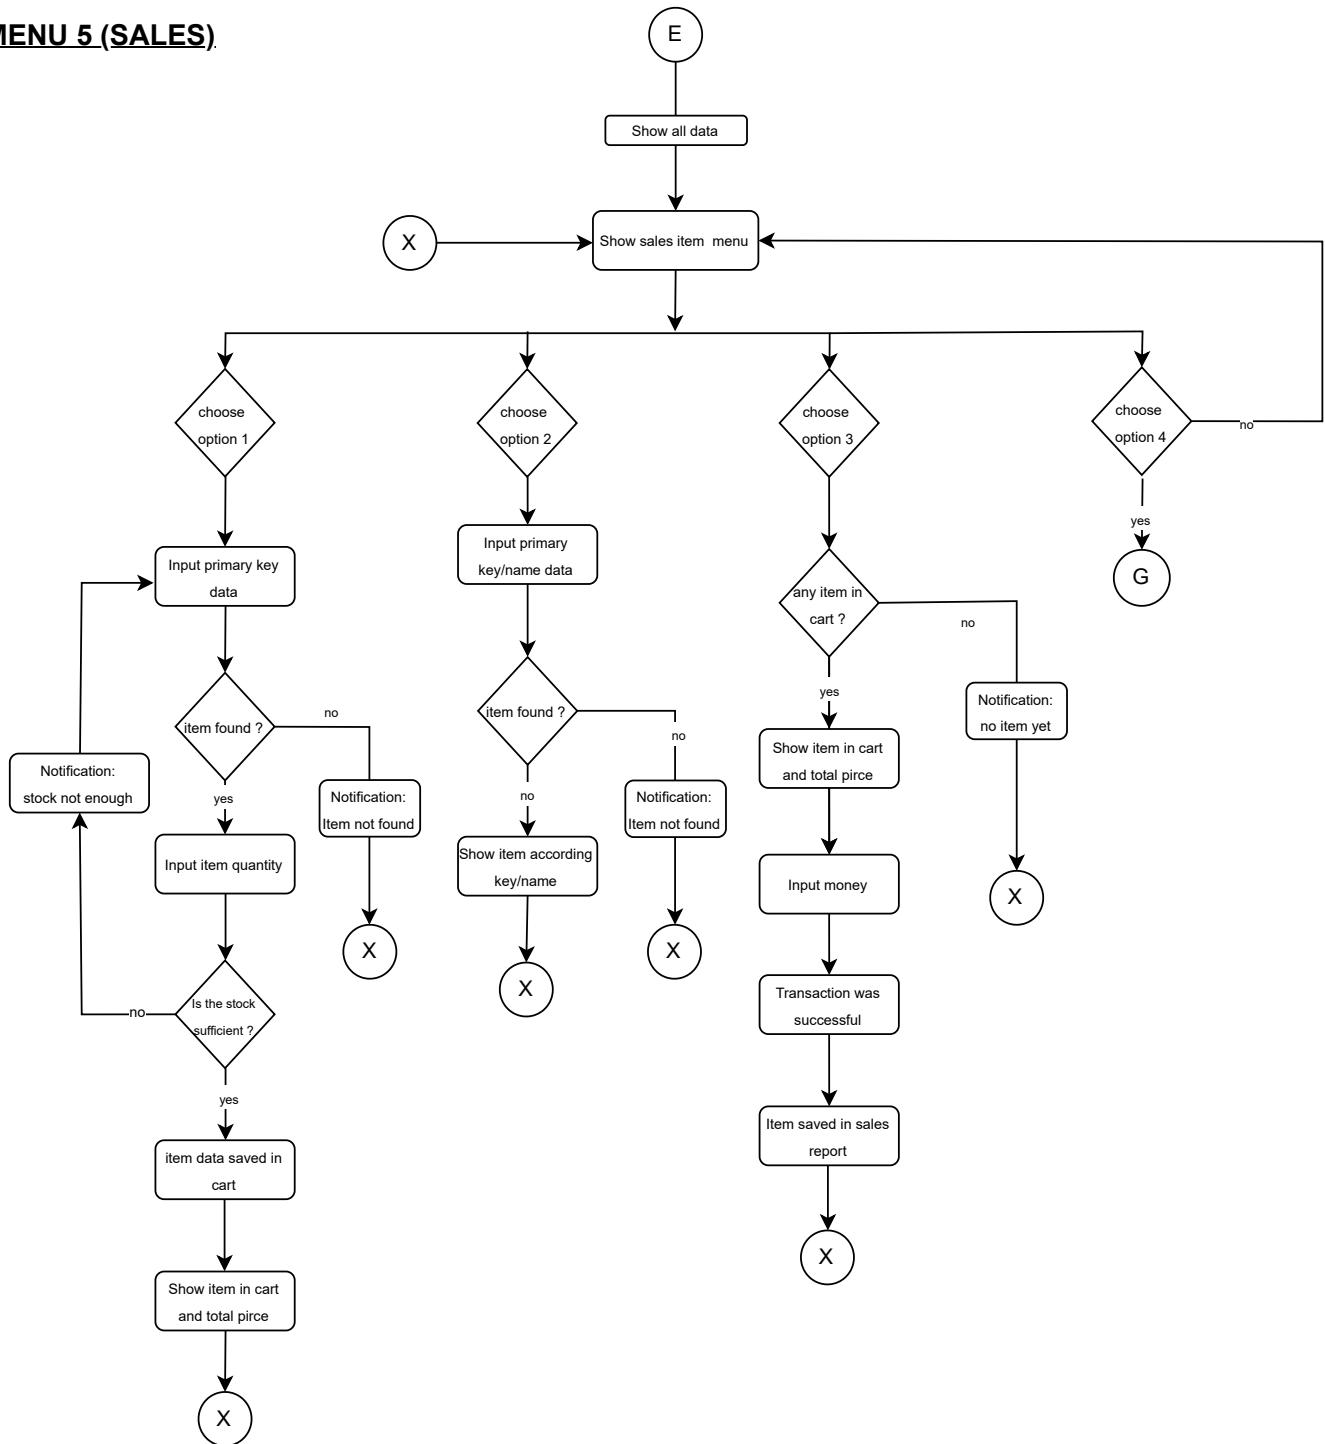 MENU 5 (SALES)
E
Show all data
X
Show sales item  menu
choose
option 1
choose
option 2
choose
option 3
choose
option 4
no
yes
G
Input primary key
data
Input primary
key/name data
any item in
cart ?
no
yes
Notification:
no item yet
item found ?
no
yes
item found ?
no
no
Notification:
stock not enough
Notification:
Item not found
Notification:
Item not found
Show item in cart
and total pirce
Input item quantity
Show item according
key/name
Input money
X
X
X
X
Is the stock
sufficient ?
no
yes
Transaction was
successful
item data saved in
cart
Item saved in sales
report
Show item in cart
and total pirce
X
X